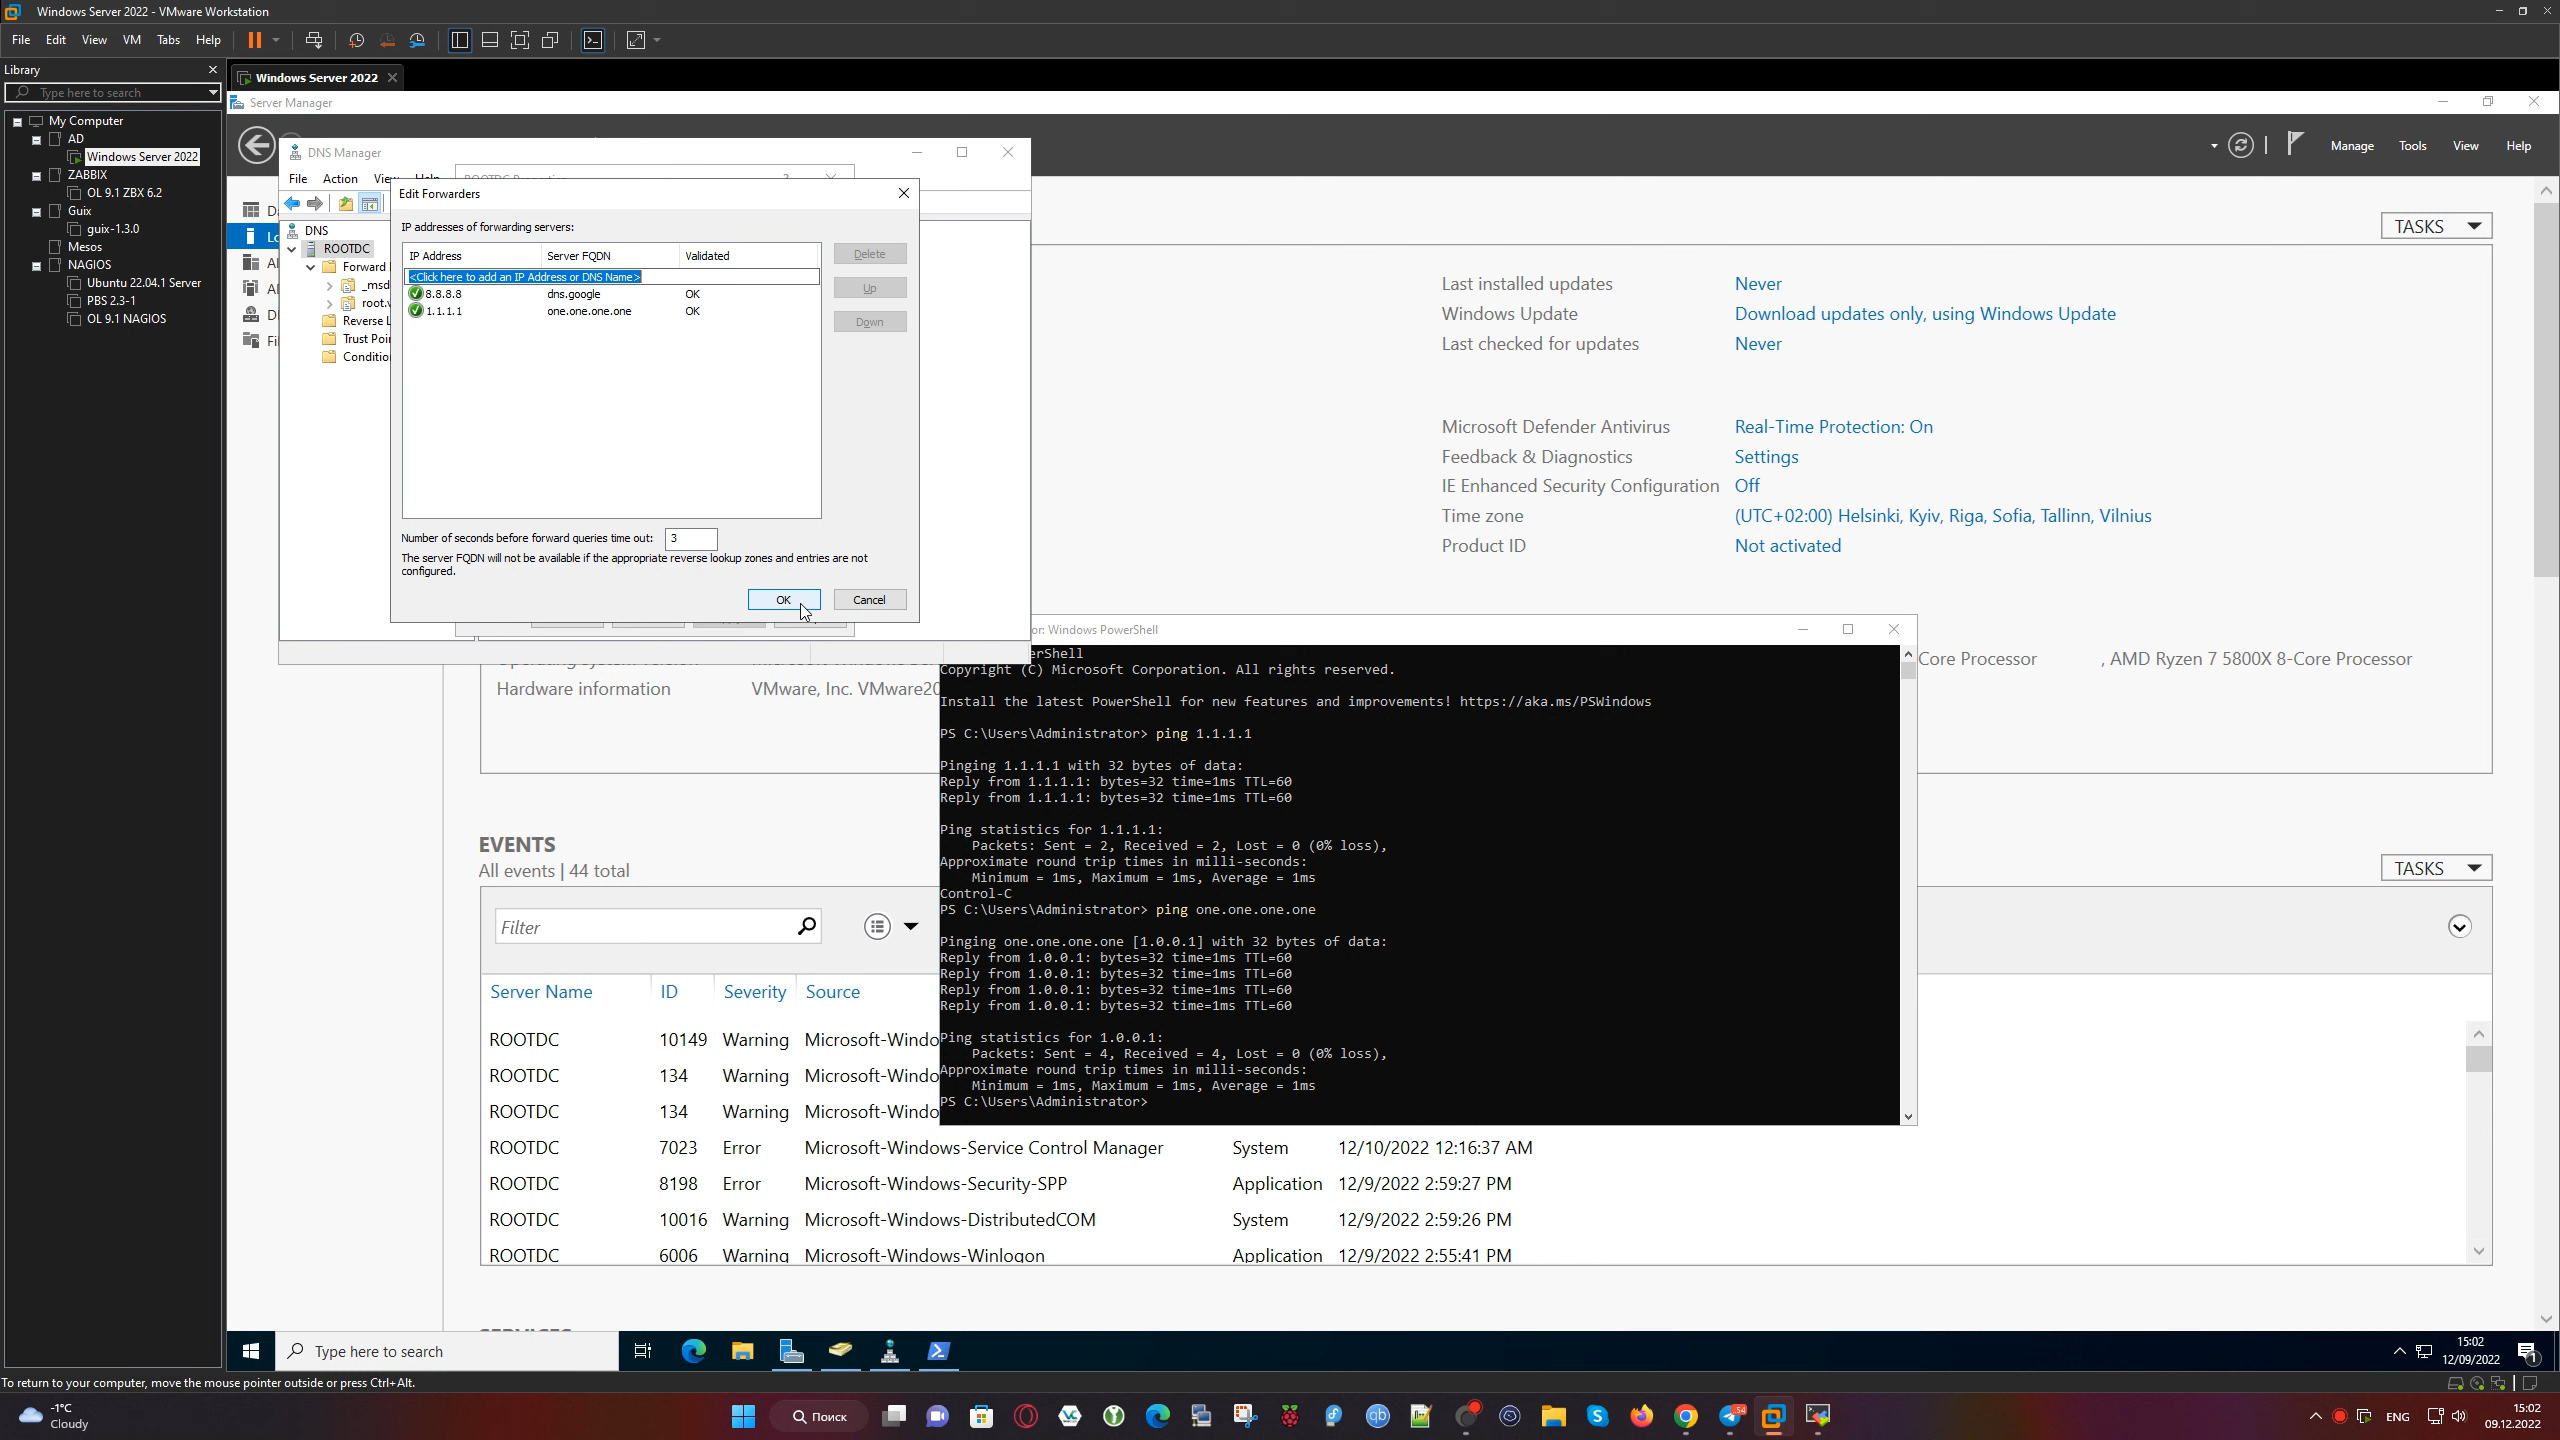 Windows Server 2022 - VMware Workstation
File Edit View VM Tabs Help
Library
Type here to search
My Computer
AD
Windows Server 2022
ZABBIX
OL 9.1 ZBX 6.2
Guix
guix-1.3.0
Mesos
NAGIOS
Ubuntu 22.04.1 Server
PBS 2.3-1
OL 9.1 NAGIOS
Windows Server 2022
Server Manager
Manage Tools View Help
DNS Manager
File Action View Help
DNS
ROOTDC
Forward
_msd
root.v
Reverse L
Trust Poi
Conditio
Edit Forwarders
IP addresses of forwarding servers:
IP Address Server FQDN Validated
<Click here to add an IP Address or DNS Name>
8.8.8.8 dns.google OK
1.1.1.1 one.one.one.one OK
Delete
Up
Down
Number of seconds before forward queries time out: 3
The server FQDN will not be available if the appropriate reverse lookup zones and entries are not
configured.
OK Cancel
TASKS
Last installed updates Never
Windows Update Download updates only, using Windows Update
Last checked for updates Never
Microsoft Defender Antivirus Real-Time Protection: On
Feedback & Diagnostics Settings
IE Enhanced Security Configuration Off
Time zone (UTC+02:00) Helsinki, Kyiv, Riga, Sofia, Tallinn, Vilnius
Product ID Not activated
Core Processor , AMD Ryzen 7 5800X 8-Core Processor
Hardware information VMware, Inc. VMware20
or: Windows PowerShell
erShell
Copyright (C) Microsoft Corporation. All rights reserved.
Install the latest PowerShell for new features and improvements! https://aka.ms/PSWindows
PS C:\Users\Administrator> ping 1.1.1.1
Pinging 1.1.1.1 with 32 bytes of data:
Reply from 1.1.1.1: bytes=32 time=1ms TTL=60
Reply from 1.1.1.1: bytes=32 time=1ms TTL=60
Ping statistics for 1.1.1.1:
Packets: Sent = 2, Received = 2, Lost = 0 (0% loss),
Approximate round trip times in milli-seconds:
Minimum = 1ms, Maximum = 1ms, Average = 1ms
Control-C
PS C:\Users\Administrator> ping one.one.one.one
Pinging one.one.one.one [1.0.0.1] with 32 bytes of data:
Reply from 1.0.0.1: bytes=32 time=1ms TTL=60
Reply from 1.0.0.1: bytes=32 time=1ms TTL=60
Reply from 1.0.0.1: bytes=32 time=1ms TTL=60
Reply from 1.0.0.1: bytes=32 time=1ms TTL=60
Ping statistics for 1.0.0.1:
Packets: Sent = 4, Received = 4, Lost = 0 (0% loss),
Approximate round trip times in milli-seconds:
Minimum = 1ms, Maximum = 1ms, Average = 1ms
PS C:\Users\Administrator>
EVENTS
All events | 44 total
TASKS
Filter
Server Name ID Severity Source
ROOTDC 10149 Warning Microsoft-Windo
ROOTDC 134 Warning Microsoft-Windo
ROOTDC 134 Warning Microsoft-Windo
ROOTDC 7023 Error Microsoft-Windows-Service Control Manager System 12/10/2022 12:16:37 AM
ROOTDC 8198 Error Microsoft-Windows-Security-SPP Application 12/9/2022 2:59:27 PM
ROOTDC 10016 Warning Microsoft-Windows-DistributedCOM System 12/9/2022 2:59:26 PM
ROOTDC 6006 Warning Microsoft-Windows-Winlogon Application 12/9/2022 2:55:41 PM
Type here to search
15:02
12/09/2022
1
To return to your computer, move the mouse pointer outside or press Ctrl+Alt.
-1°C
Cloudy
Поиск
54
ENG
15:02
09.12.2022